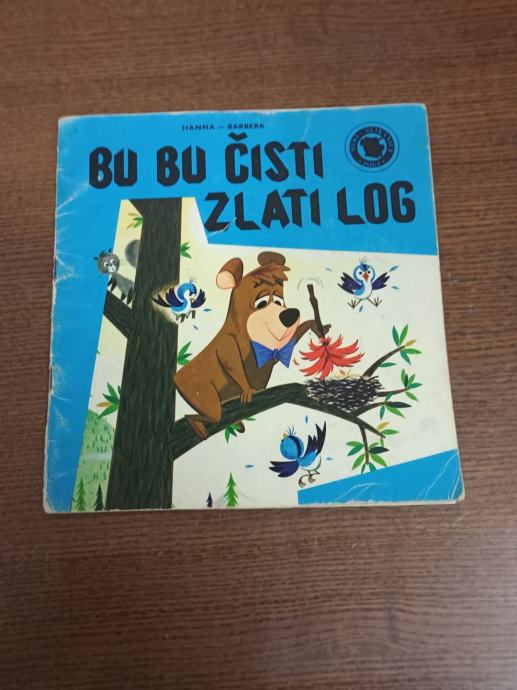 HANNA — BARBERA
BU BU ČISTI
ZLATI LOG